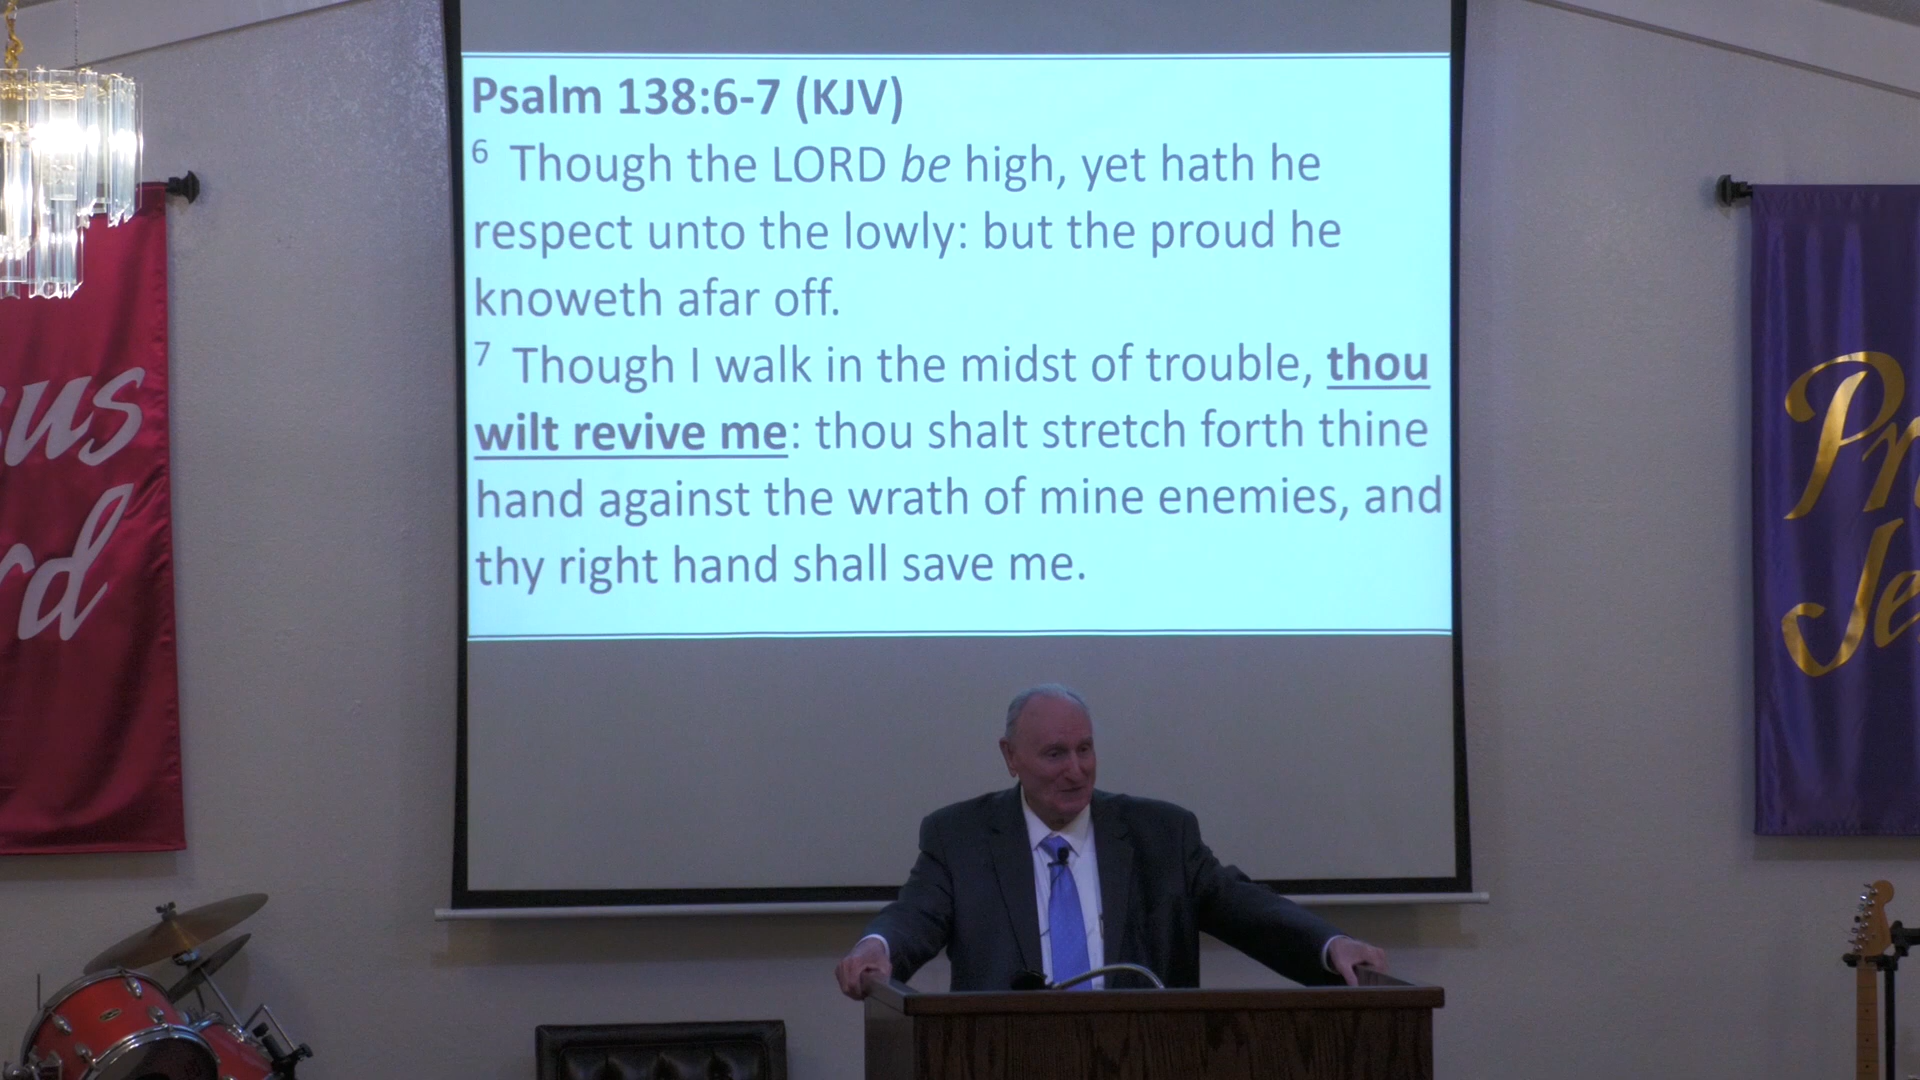 Psalm 138:6-7 (KJV)
6 Though the LORD be high, yet hath he
respect unto the lowly: but the proud he
knoweth afar off.
7 Though I walk in the midst of trouble, thou
wilt revive me: thou shalt stretch forth thine
hand against the wrath of mine enemies, and
thy right hand shall save me.